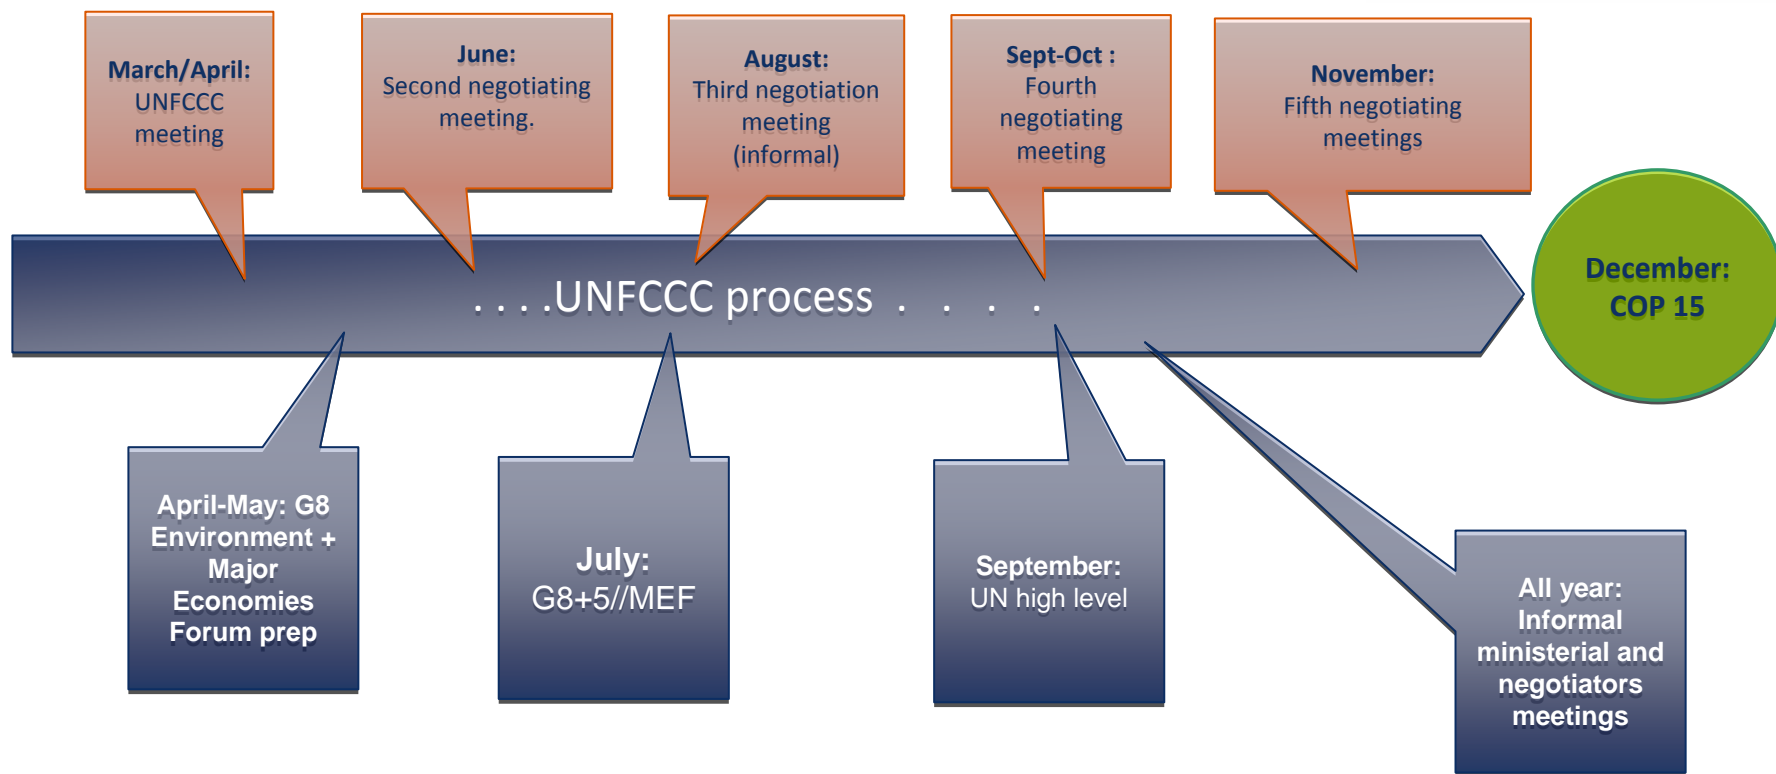 March/April:
UNFCCC
meeting
June:
Second negotiating
meeting.
August:
Third negotiation
meeting
(informal)
Sept-Oct :
Fourth
negotiating
meeting
November:
Fifth negotiating
meetings
. . . .UNFCCC process . . . .
December:
COP 15
April-May: G8
Environment +
Major
Economies
Forum prep
July:
G8+5//MEF
September:
UN high level
All year:
Informal
ministerial and
negotiators
meetings